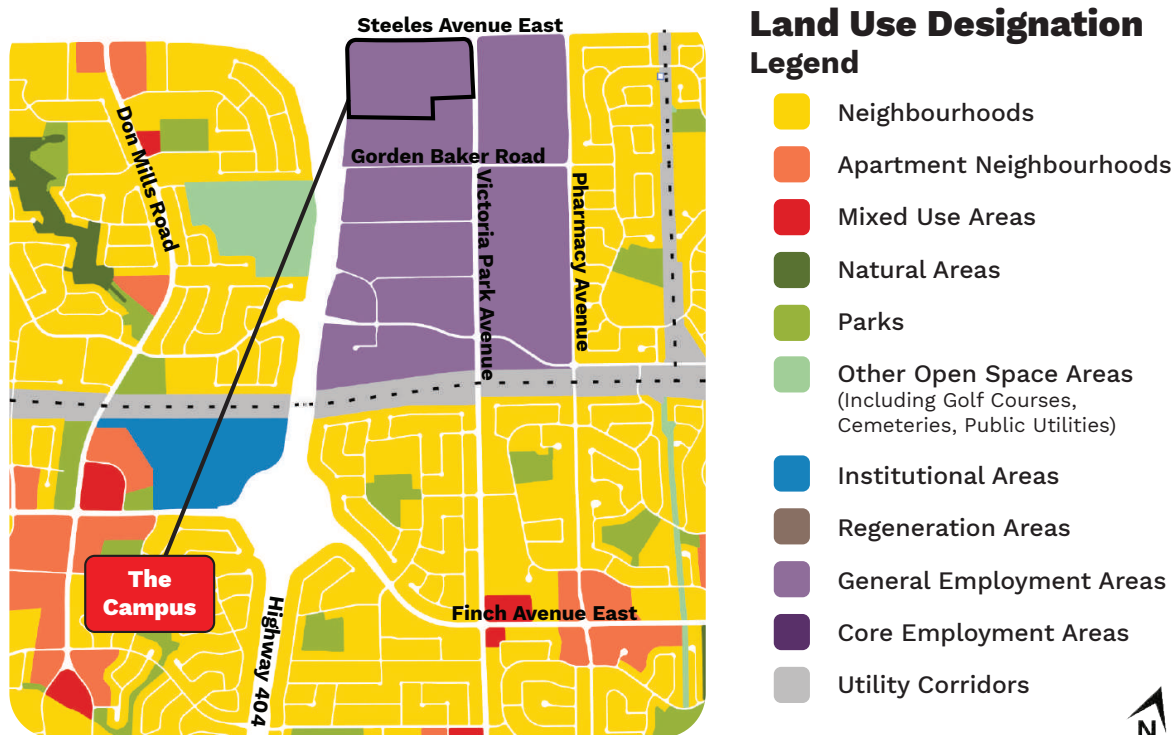 Steeles Avenue East
Don Mills Road
Gorden Baker Road
Victoria Park Avenue
Pharmacy Avenue
The
Campus
Finch Avenue East
Highway 404
Land Use Designation
Legend
Neighbourhoods
Apartment Neighbourhoods
Mixed Use Areas
Natural Areas
Parks
Other Open Space Areas
(Including Golf Courses,
Cemeteries, Public Utilities)
Institutional Areas
Regeneration Areas
General Employment Areas
Core Employment Areas
Utility Corridors
N